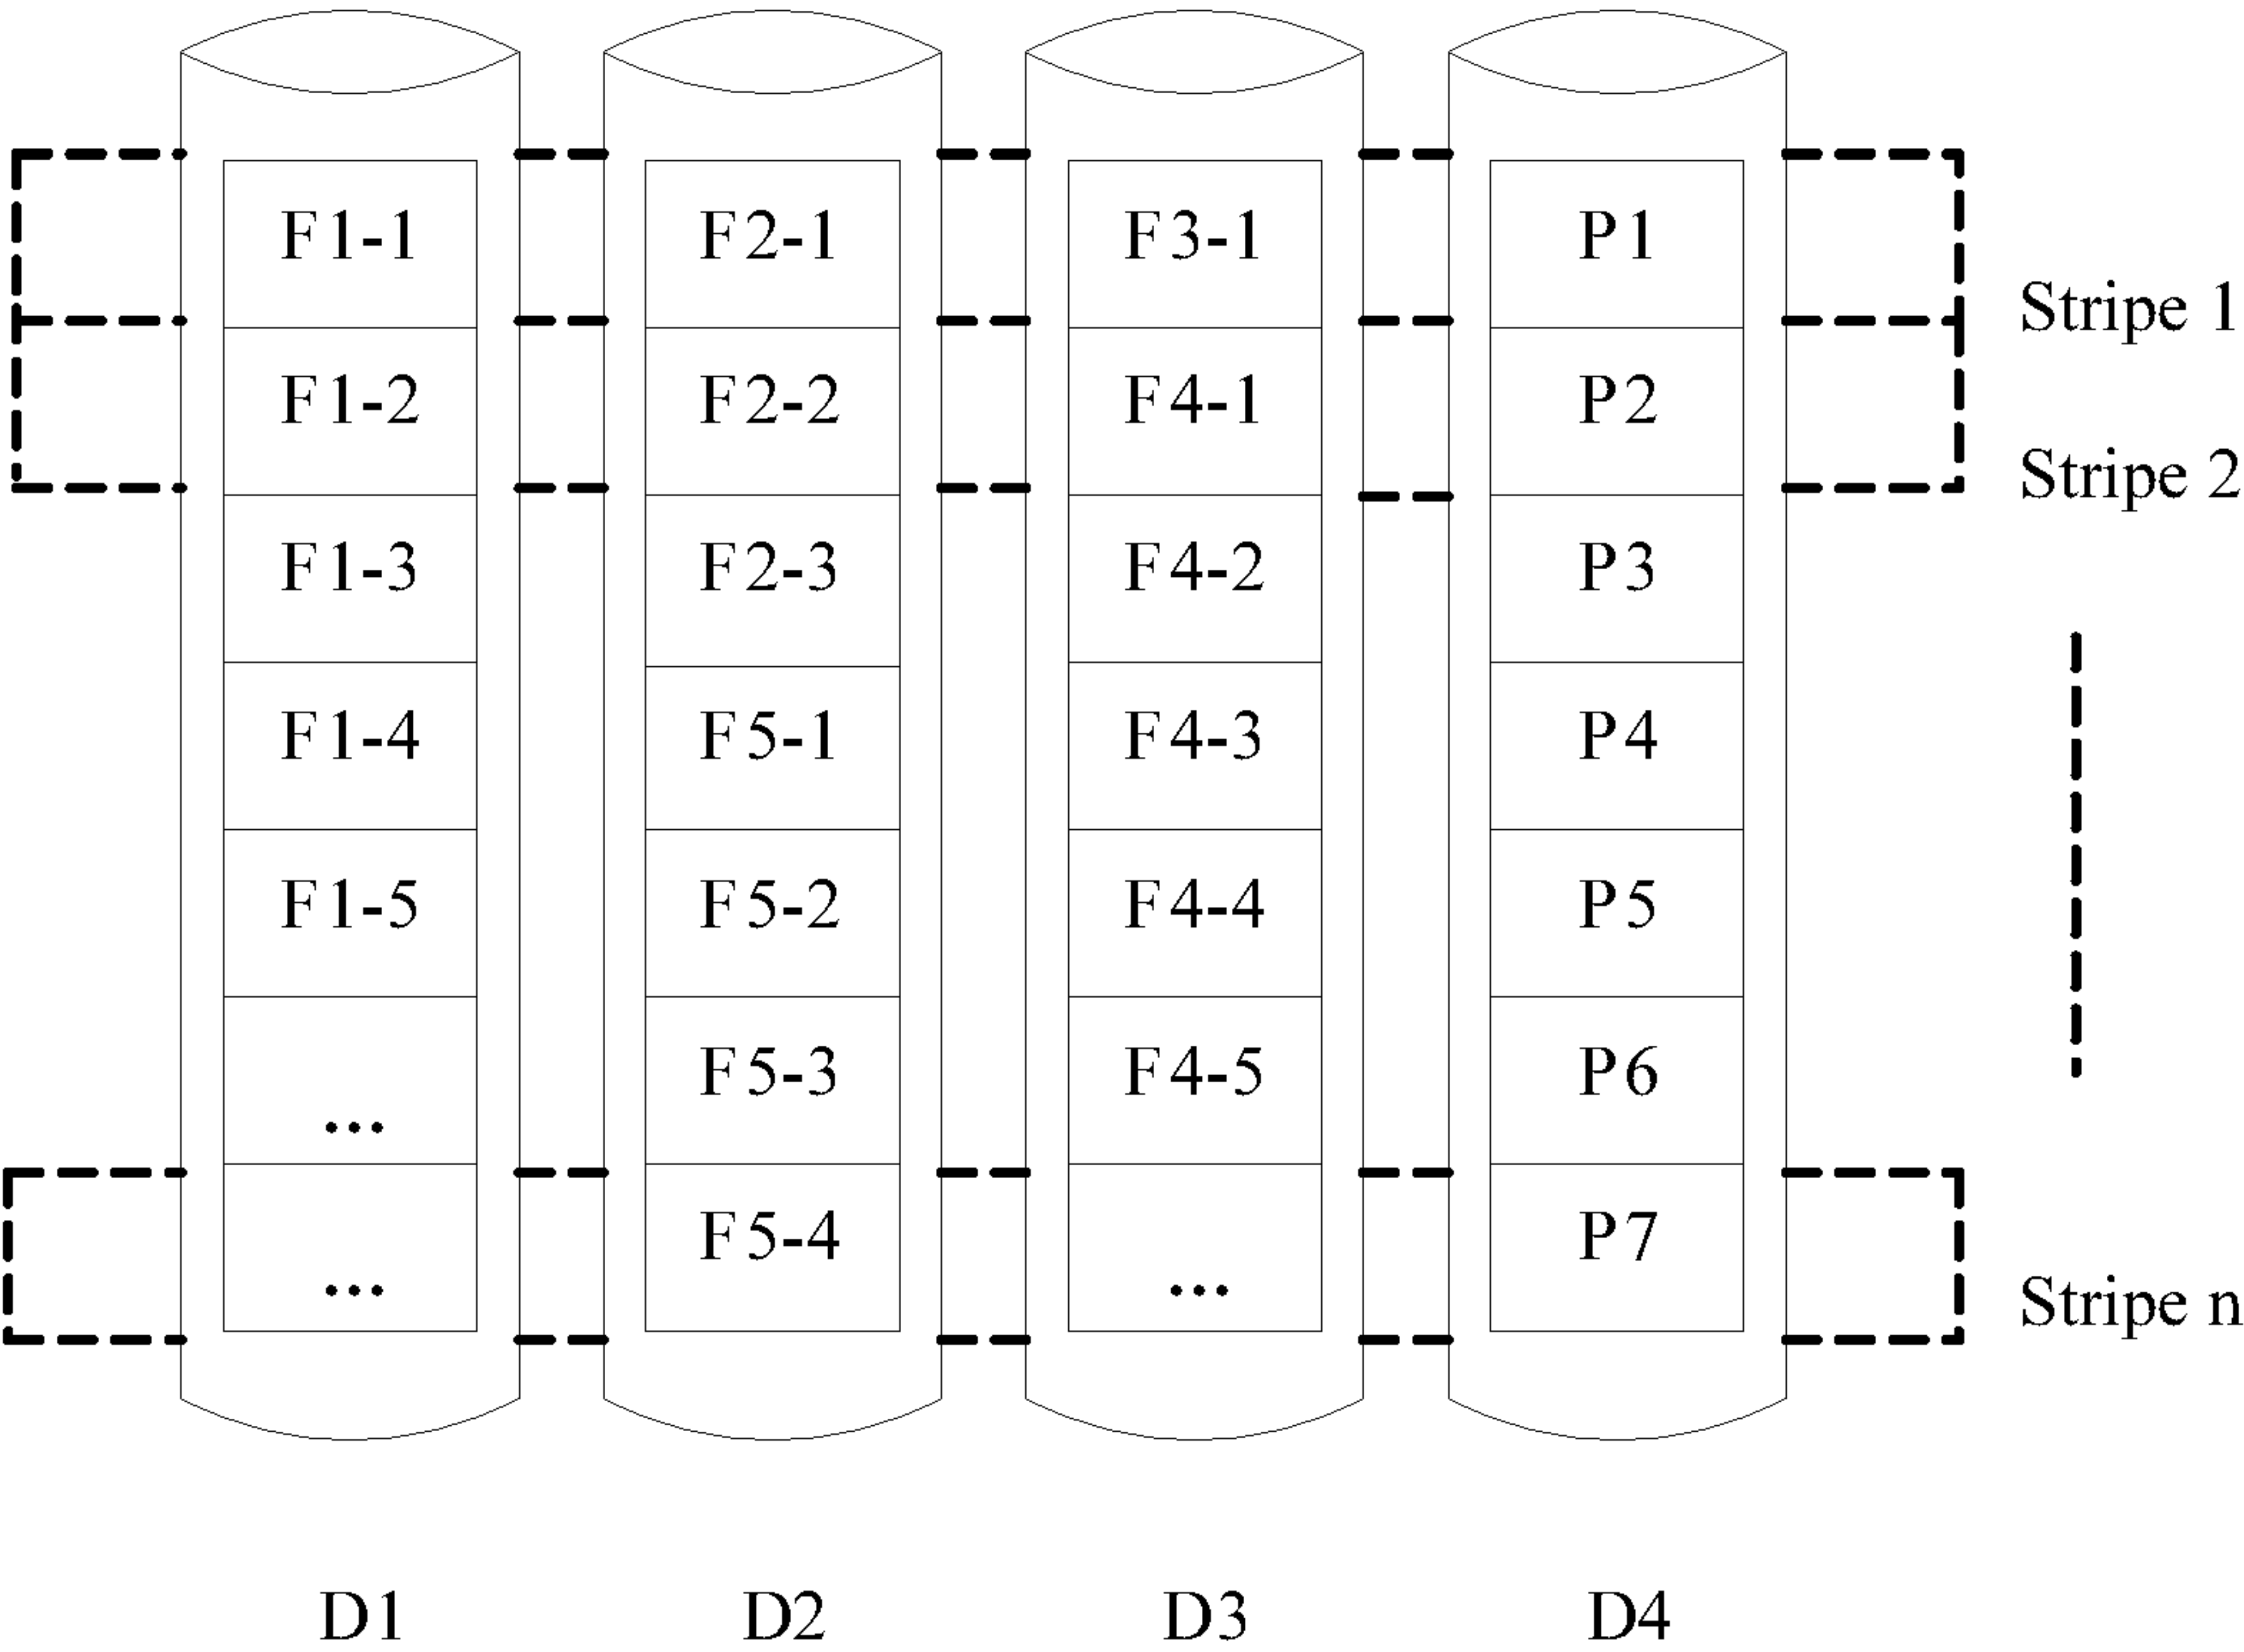 F1-1 F2-1 F3-1 P1
Stripe 1
F1-2 F2-2 F4-1 P2
Stripe 2
F1-3 F2-3 F4-2 P3
F1-4 F5-1 F4-3 P4
F1-5 F5-2 F4-4 P5
... F5-3 F4-5 P6
... F5-4 ... P7
Stripe n
D1 D2 D3 D4